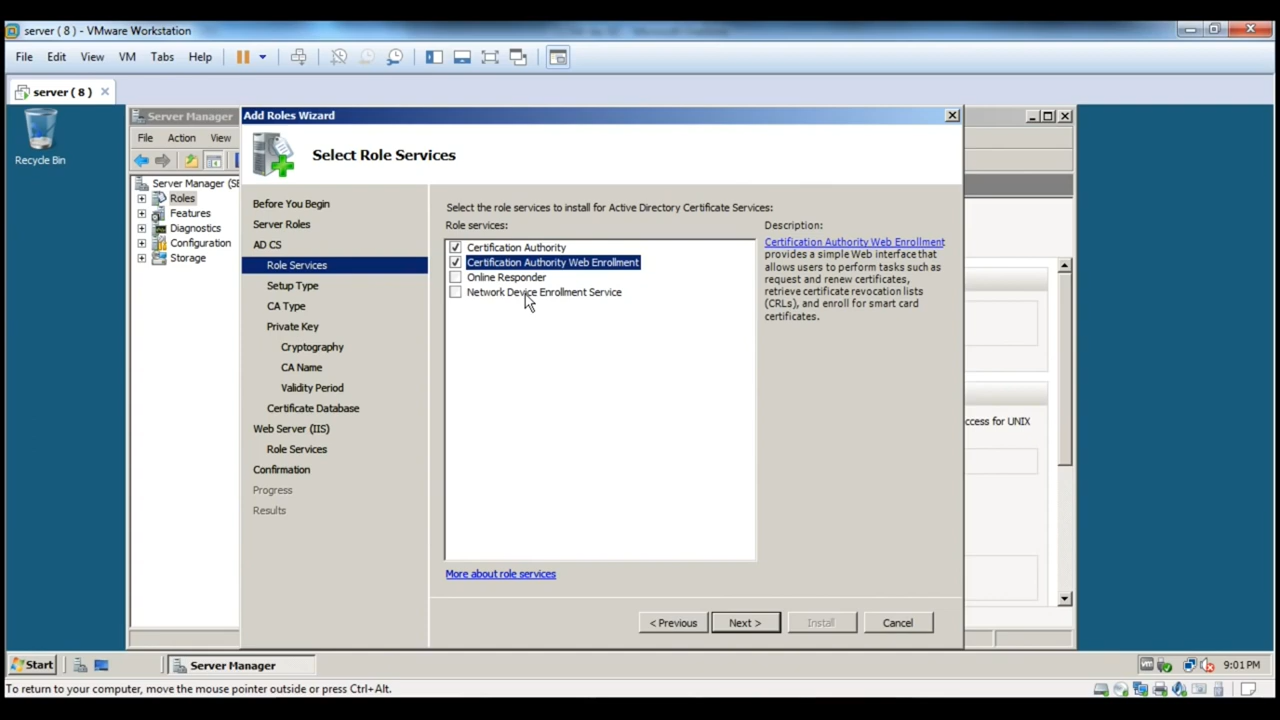 server ( 8 ) - VMware Workstation
File Edit View VM Tabs Help
server ( 8 )
Recycle Bin
Server Manager
File Action View
Server Manager (SE
Roles
Features
Diagnostics
Configuration
Storage
Add Roles Wizard
Select Role Services
Before You Begin
Server Roles
AD CS
Role Services
Setup Type
CA Type
Private Key
Cryptography
CA Name
Validity Period
Certificate Database
Web Server (IIS)
Role Services
Confirmation
Progress
Results
Select the role services to install for Active Directory Certificate Services:
Role services:
Certification Authority
Certification Authority Web Enrollment
Online Responder
Network Device Enrollment Service
More about role services
Description:
Certification Authority Web Enrollment
provides a simple Web interface that
allows users to perform tasks such as
request and renew certificates,
retrieve certificate revocation lists
(CRLs), and enroll for smart card
certificates.
< Previous Next > Install Cancel
ccess for UNIX
Start Server Manager 9:01 PM
To return to your computer, move the mouse pointer outside or press Ctrl+Alt.